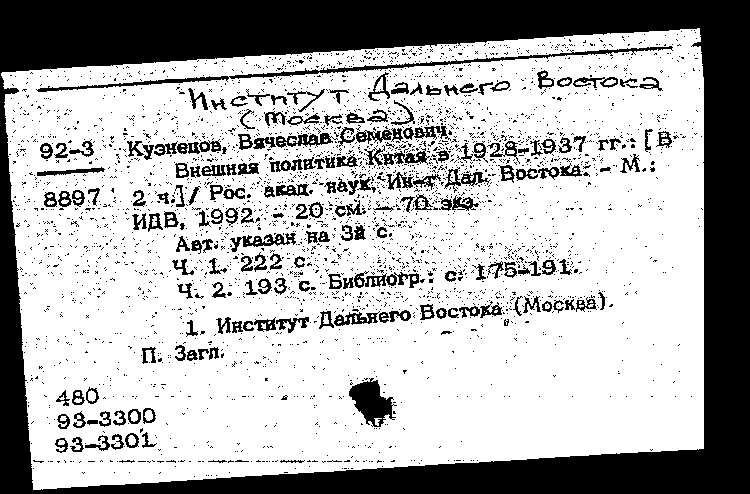 Институт Дальнего Востока
(Москва)
92-3 Кузнецов, Вячеслав Семенович.
Внешняя политика Китая в 1928-1937 гг.: [В
8897 2 ч.]/ Рос. акад. наук, Ин-т Дал. Востока. - М.:
ИДВ, 1992. - 20 см. - 70 экз.
Авт. указан на 3й с.
Ч. 1. 222 с.
Ч. 2. 193 с. Библиогр.: с. 175-191.
1. Институт Дальнего Востока (Москва).
П. Загл.
480
93-3300
93-3301